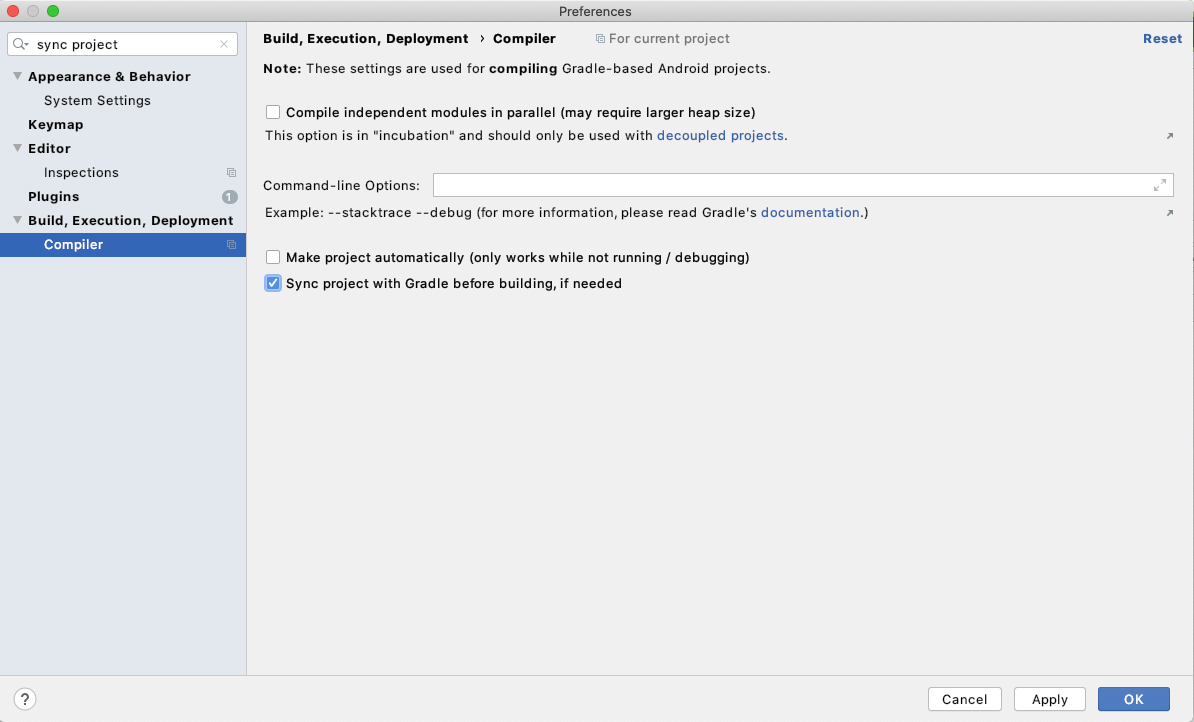 Preferences
sync project
Appearance & Behavior
System Settings
Keymap
Editor
Inspections
Plugins 1
Build, Execution, Deployment
Compiler
Build, Execution, Deployment › Compiler For current project Reset
Note: These settings are used for compiling Gradle-based Android projects.
Compile independent modules in parallel (may require larger heap size)
This option is in "incubation" and should only be used with decoupled projects.
Command-line Options:
Example: --stacktrace --debug (for more information, please read Gradle's documentation.)
Make project automatically (only works while not running / debugging)
Sync project with Gradle before building, if needed
? Cancel Apply OK